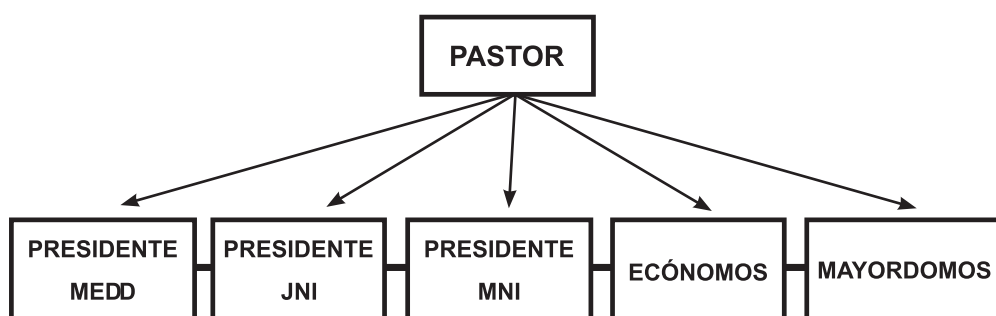 PASTOR
PRESIDENTE
MEDD
PRESIDENTE
JNI
PRESIDENTE
MNI
ECÓNOMOS
MAYORDOMOS